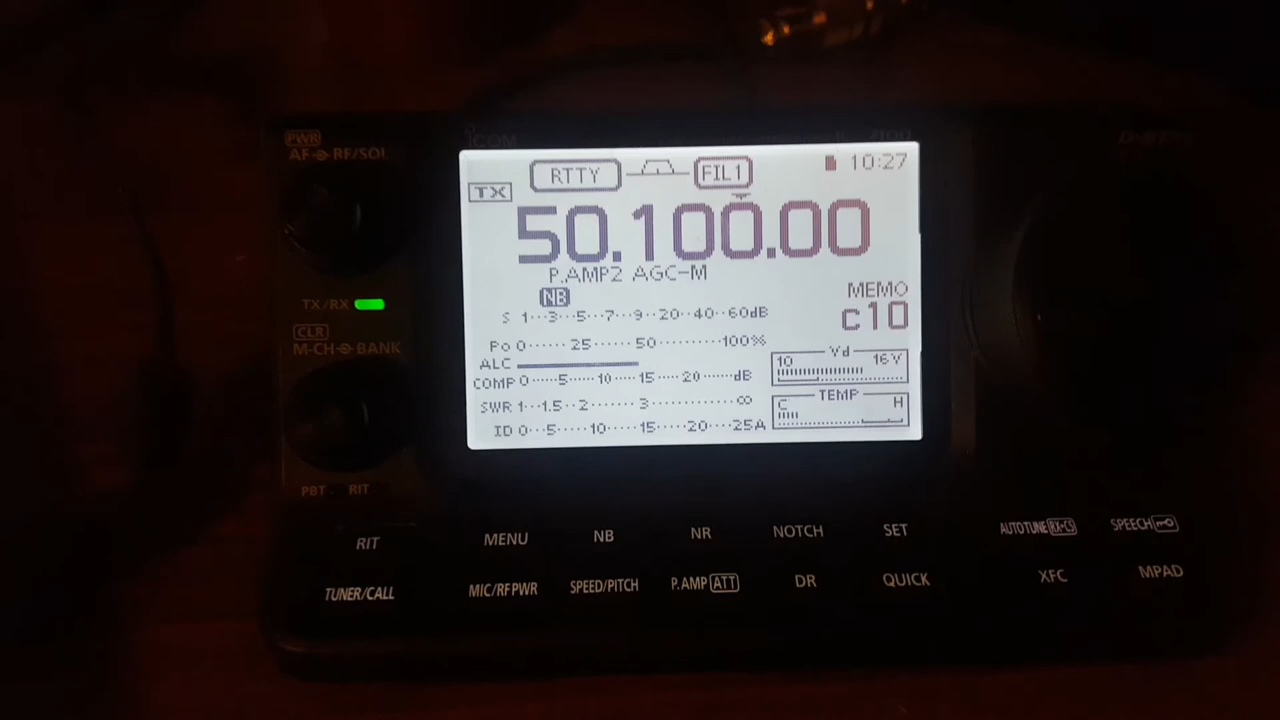 ICOM 7100
PWR
AF RF/SQL
RTTY FIL1 10:27
TX
50.100.00
P.AMP2 AGC-M
NB
MEMO
c10
S 1···3···5···7···9···20···40···60dB
TX/RX
Po 0······25······50·········100%
CLR
M-CH BANK
ALC
COMP 0·····5·····10·····15·····20·····dB
SWR 1···1.5··2·······3············∞
ID 0···5······10······15·····20···25A
Vd
10 16V
TEMP
C H
PBT RIT
RIT MENU NB NR NOTCH SET AUTOTUNE RX-CS SPEECH
TUNER/CALL MIC/RF PWR SPEED/PITCH P.AMP ATT DR QUICK XFC MPAD